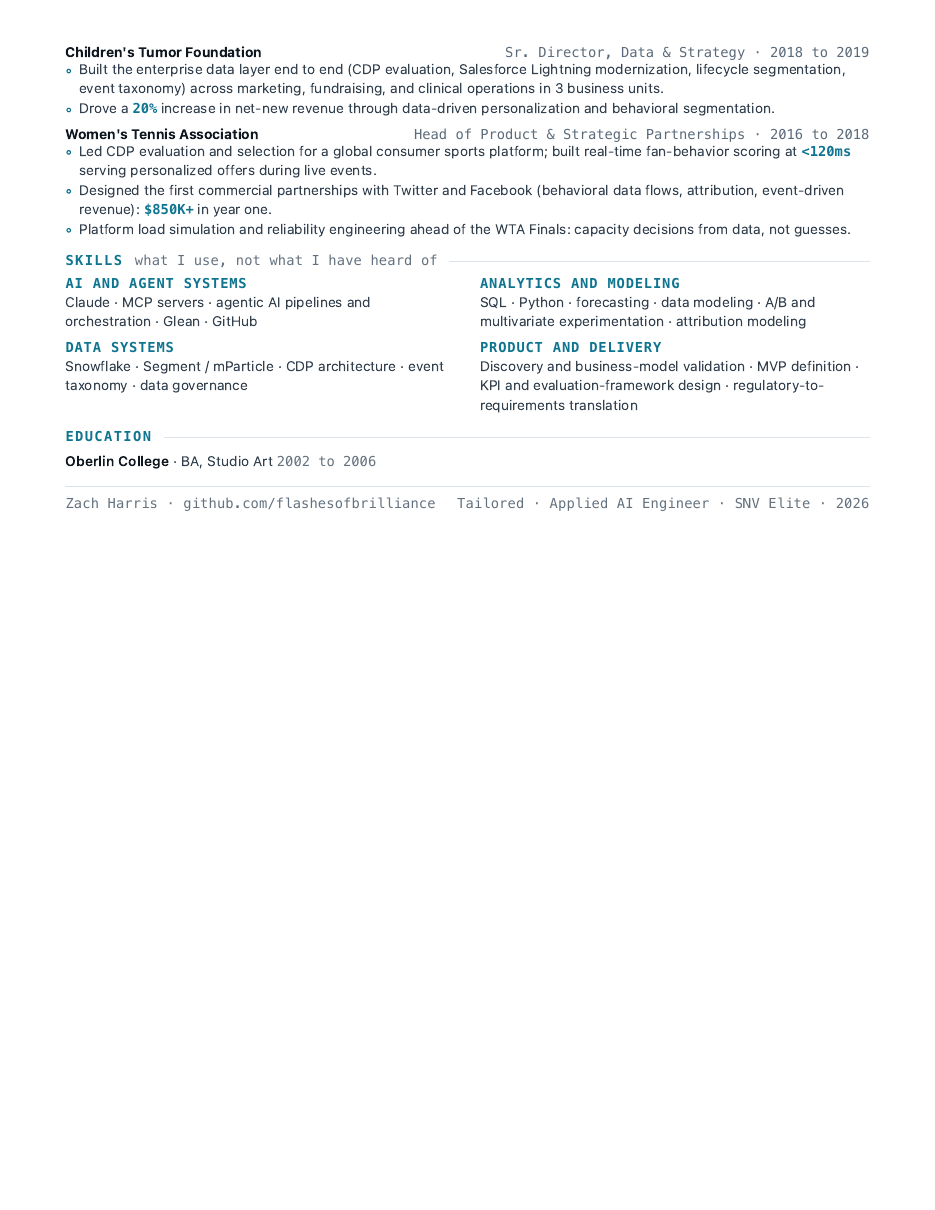 Children's Tumor Foundation Sr. Director, Data & Strategy · 2018 to 2019
Built the enterprise data layer end to end (CDP evaluation, Salesforce Lightning modernization, lifecycle segmentation,
event taxonomy) across marketing, fundraising, and clinical operations in 3 business units.
Drove a 20% increase in net-new revenue through data-driven personalization and behavioral segmentation.
Women's Tennis Association Head of Product & Strategic Partnerships · 2016 to 2018
Led CDP evaluation and selection for a global consumer sports platform; built real-time fan-behavior scoring at <120ms
serving personalized offers during live events.
Designed the first commercial partnerships with Twitter and Facebook (behavioral data flows, attribution, event-driven
revenue): $850K+ in year one.
Platform load simulation and reliability engineering ahead of the WTA Finals: capacity decisions from data, not guesses.
SKILLS what I use, not what I have heard of
AI AND AGENT SYSTEMS
Claude · MCP servers · agentic AI pipelines and
orchestration · Glean · GitHub
ANALYTICS AND MODELING
SQL · Python · forecasting · data modeling · A/B and
multivariate experimentation · attribution modeling
DATA SYSTEMS
Snowflake · Segment / mParticle · CDP architecture · event
taxonomy · data governance
PRODUCT AND DELIVERY
Discovery and business-model validation · MVP definition ·
KPI and evaluation-framework design · regulatory-to-
requirements translation
EDUCATION
Oberlin College · BA, Studio Art 2002 to 2006
Zach Harris · github.com/flashesofbrilliance Tailored · Applied AI Engineer · SNV Elite · 2026